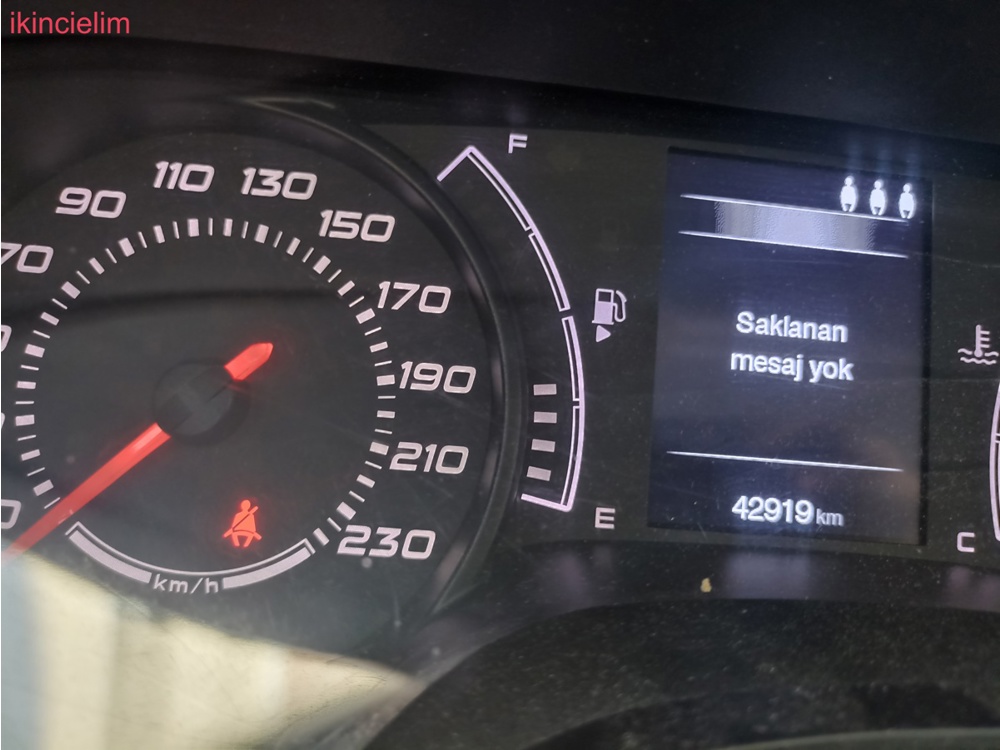 ikincielim
F
110 130
90
150
70
170
Saklanan
mesaj yok
190
210
42919 km
E
230
C
km/h